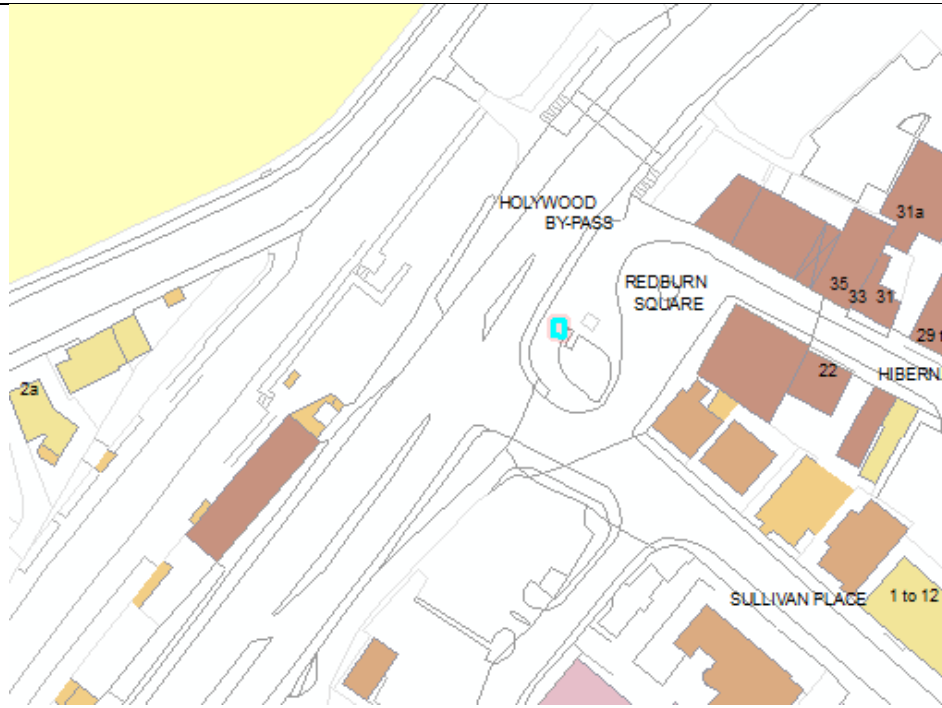 HOLYWOOD
BY-PASS
31a
REDBURN
SQUARE
35
33
31
29 t
22
HIBERN
2a
SULLIVAN PLACE
1 to 12